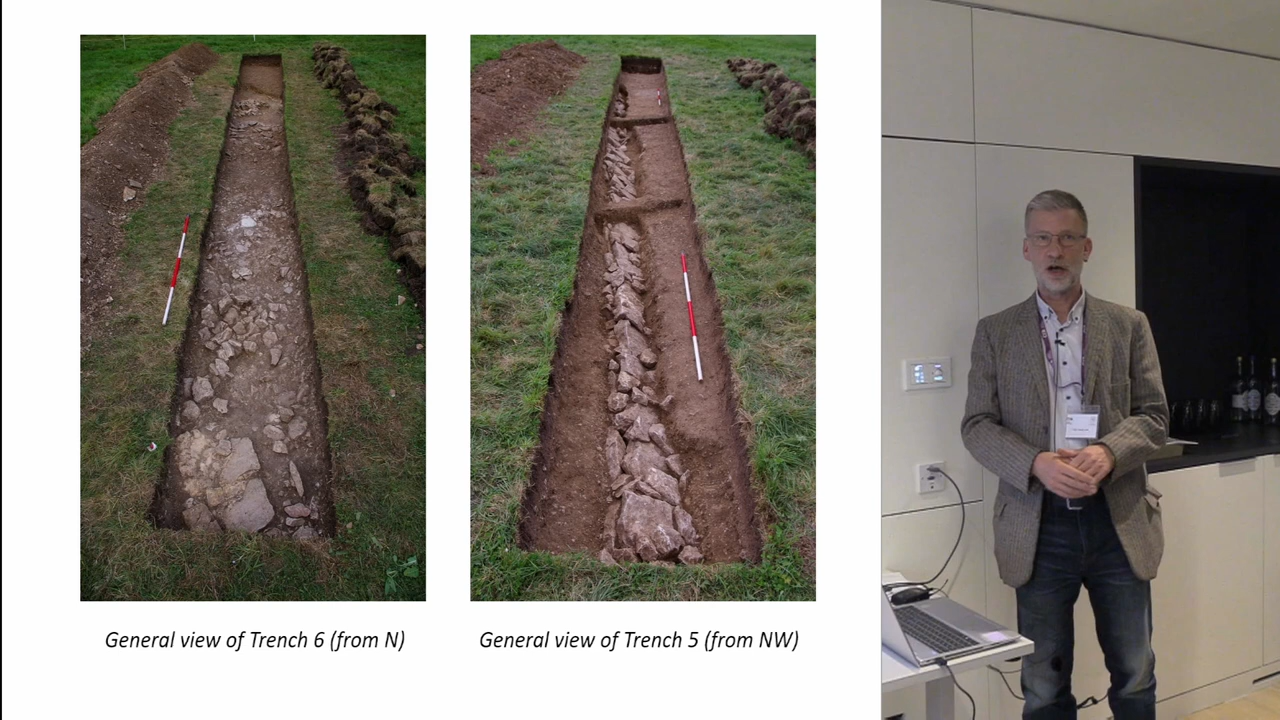 General view of Trench 6 (from N)
General view of Trench 5 (from NW)